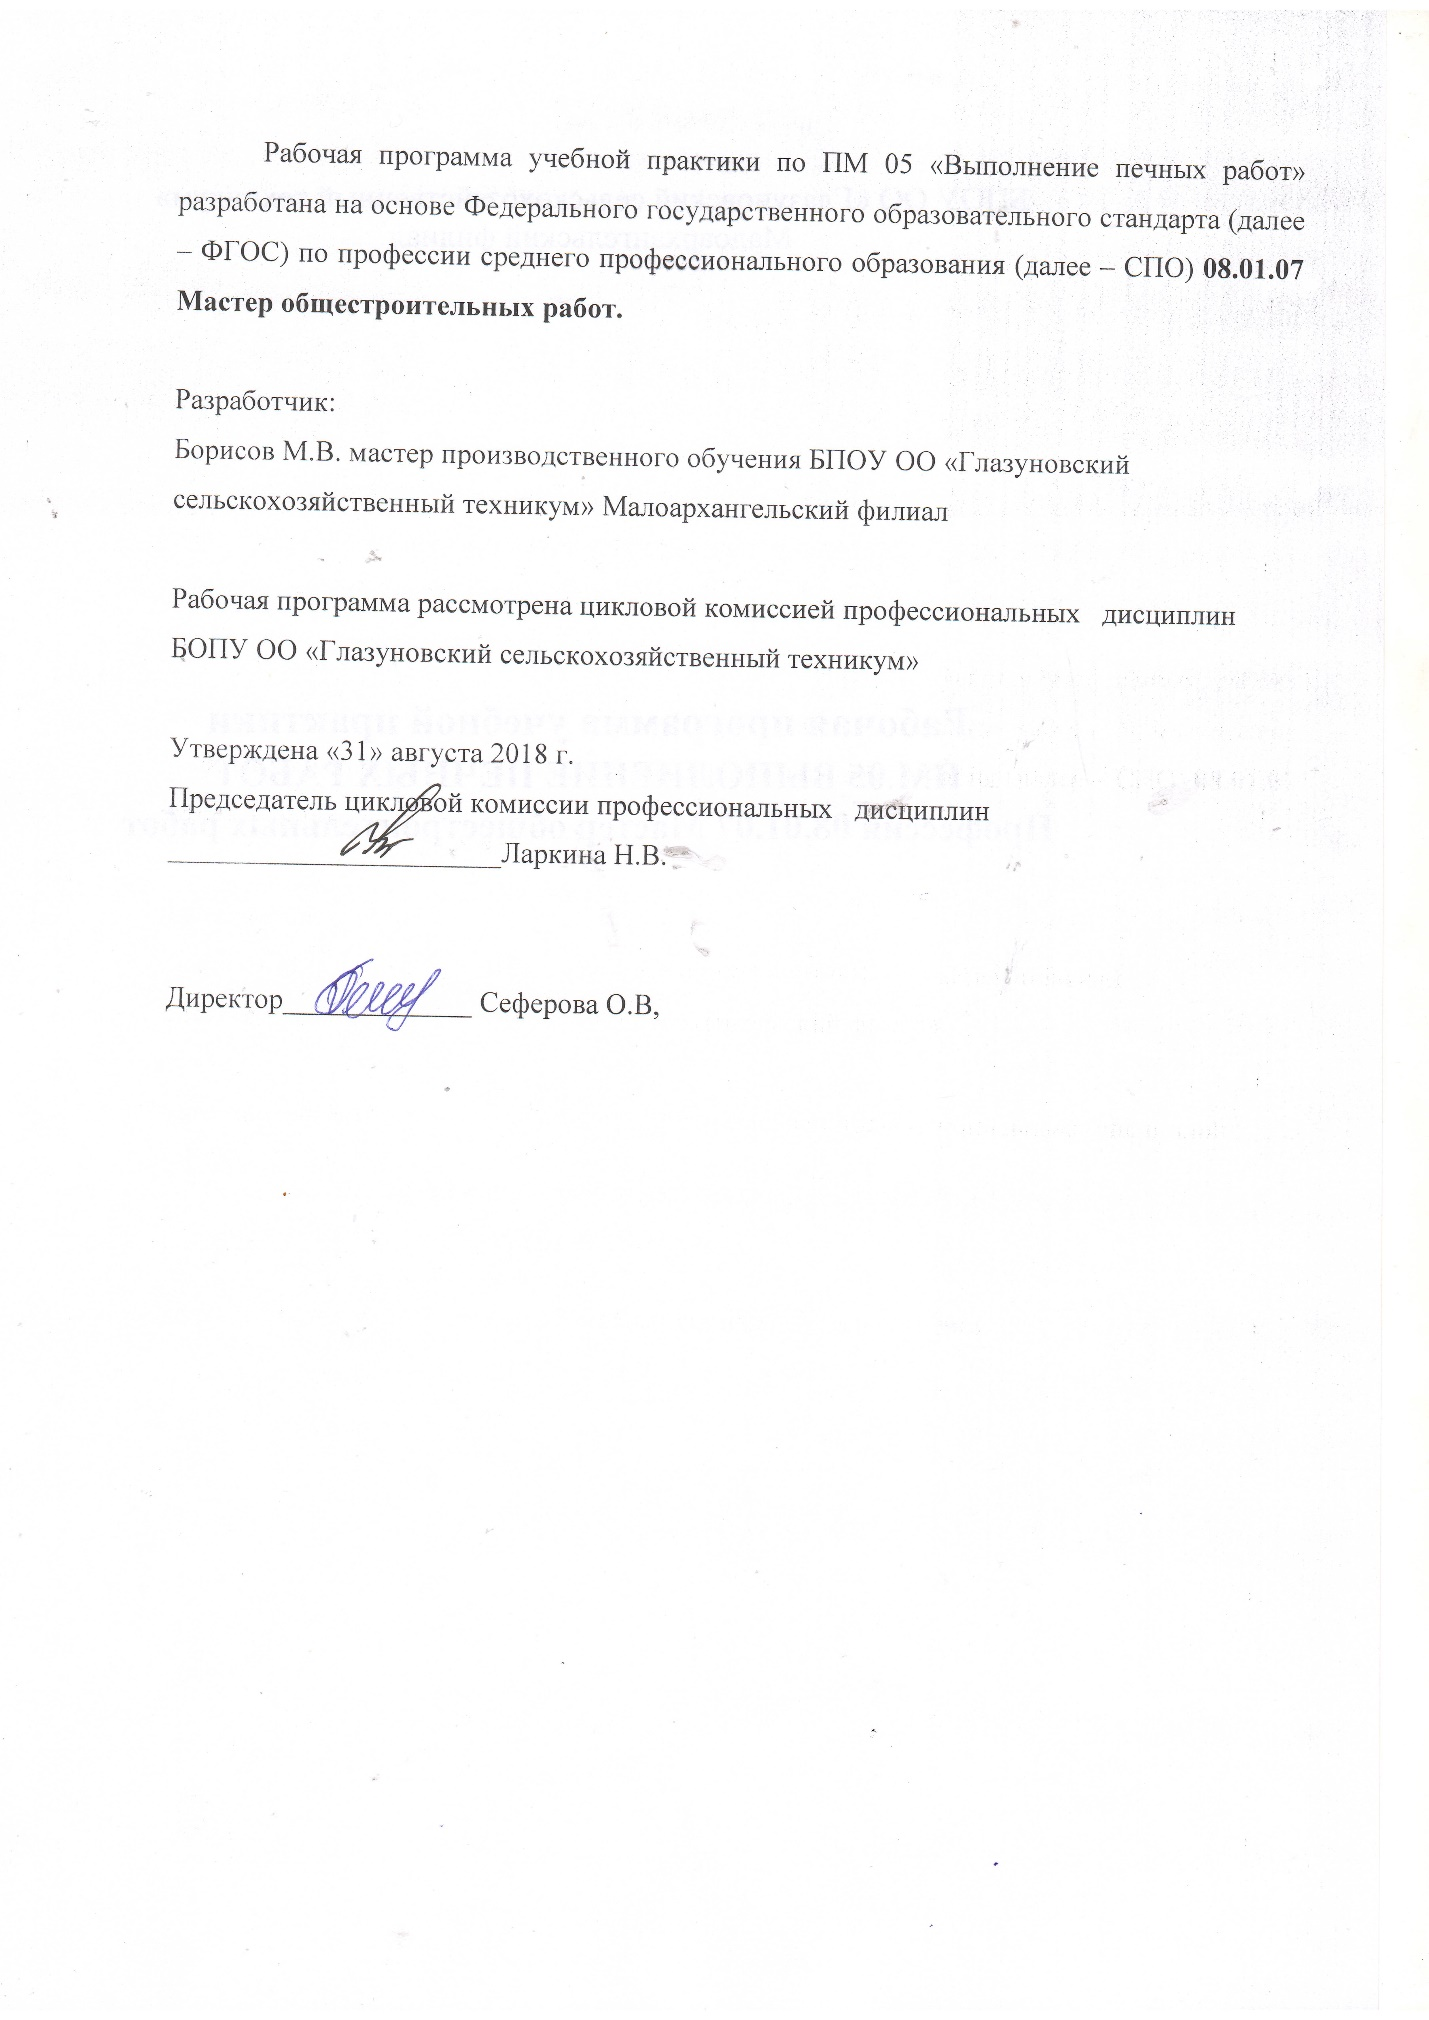 Рабочая программа учебной практики по ПМ 05 «Выполнение печных работ»
разработана на основе Федерального государственного образовательного стандарта (далее
– ФГОС) по профессии среднего профессионального образования (далее – СПО) 08.01.07
Мастер общестроительных работ.
Разработчик:
Борисов М.В. мастер производственного обучения БПОУ ОО «Глазуновский
сельскохозяйственный техникум» Малоархангельский филиал
Рабочая программа рассмотрена цикловой комиссией профессиональных дисциплин
БОПУ ОО «Глазуновский сельскохозяйственный техникум»
Утверждена «31» августа 2018 г.
Председатель цикловой комиссии профессиональных дисциплин
________________________Ларкина Н.В.
Директор_____________ Сеферова О.В,